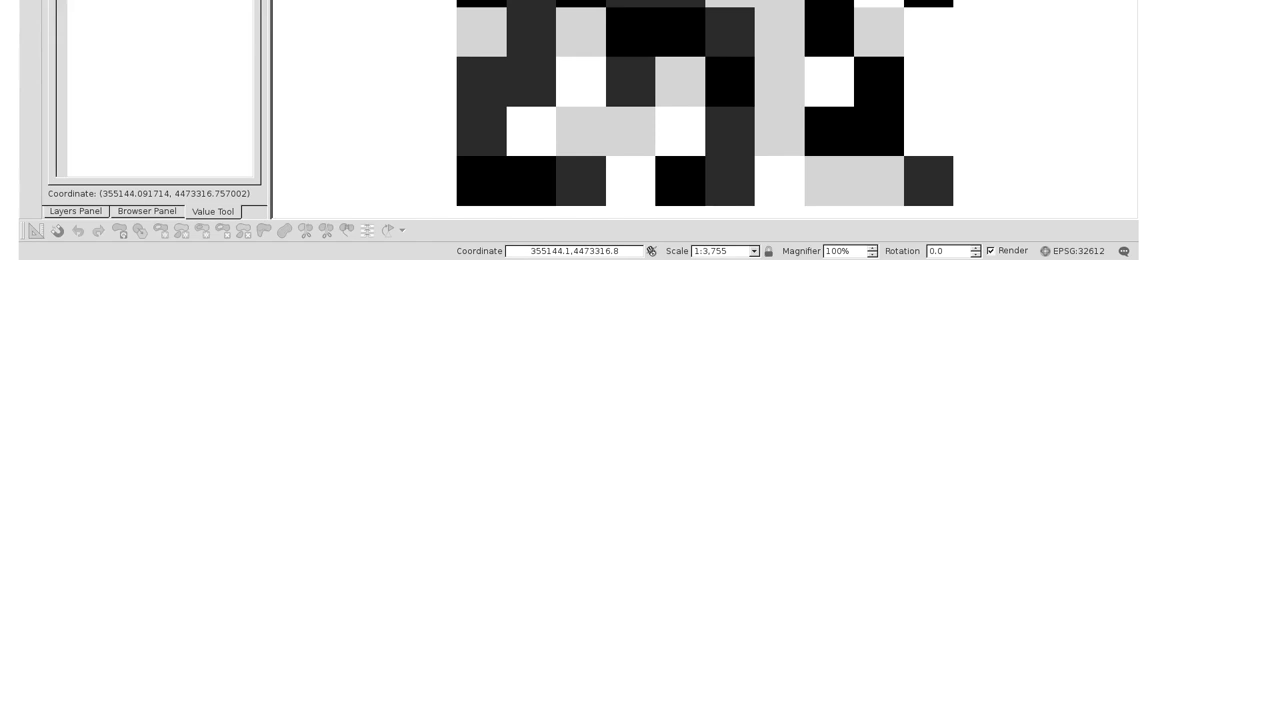 Coordinate: (355144.091714, 4473316.757002)
Layers Panel Browser Panel Value Tool
Coordinate 355144.1,4473316.8 Scale 1:3,755 Magnifier 100% Rotation 0.0 Render EPSG:32612